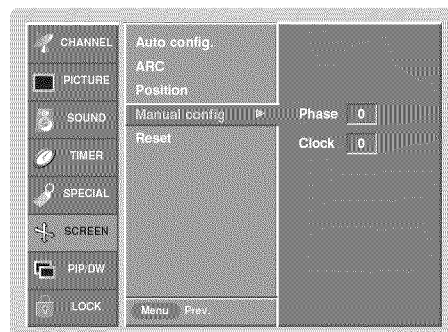 CHANNEL
PICTURE
SOUND
TIMER
SPECIAL
SCREEN
PIP/DW
LOCK
Auto config.
ARC
Position
Manual config
Reset
Menu Prev.
Phase 0
Clock 0